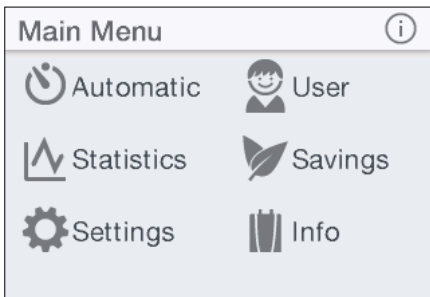 Main Menu
Automatic User
Statistics Savings
Settings Info